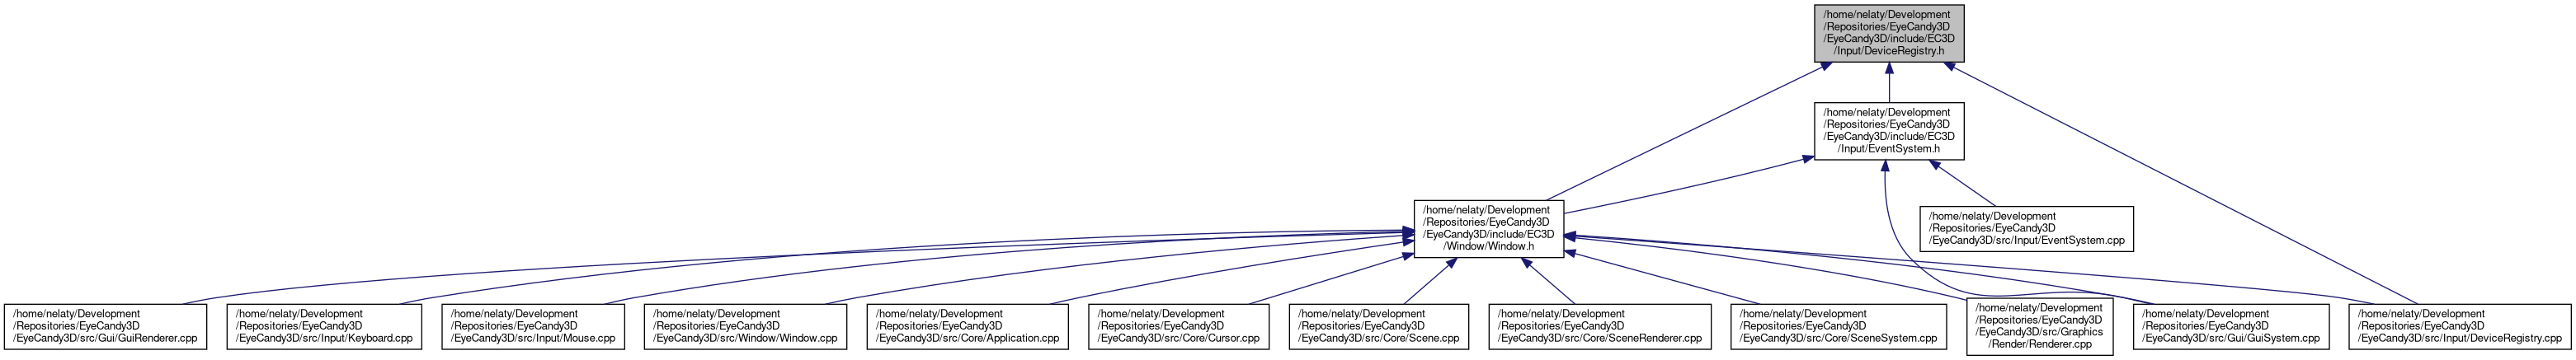 /home/nelaty/Development
/Repositories/EyeCandy3D
/EyeCandy3D/include/EC3D
/Input/DeviceRegistry.h
/home/nelaty/Development
/Repositories/EyeCandy3D
/EyeCandy3D/include/EC3D
/Input/EventSystem.h
/home/nelaty/Development
/Repositories/EyeCandy3D
/EyeCandy3D/include/EC3D
/Window/Window.h
/home/nelaty/Development
/Repositories/EyeCandy3D
/EyeCandy3D/src/Input/EventSystem.cpp
/home/nelaty/Development
/Repositories/EyeCandy3D
/EyeCandy3D/src/Gui/GuiRenderer.cpp
/home/nelaty/Development
/Repositories/EyeCandy3D
/EyeCandy3D/src/Input/Keyboard.cpp
/home/nelaty/Development
/Repositories/EyeCandy3D
/EyeCandy3D/src/Input/Mouse.cpp
/home/nelaty/Development
/Repositories/EyeCandy3D
/EyeCandy3D/src/Window/Window.cpp
/home/nelaty/Development
/Repositories/EyeCandy3D
/EyeCandy3D/src/Core/Application.cpp
/home/nelaty/Development
/Repositories/EyeCandy3D
/EyeCandy3D/src/Core/Cursor.cpp
/home/nelaty/Development
/Repositories/EyeCandy3D
/EyeCandy3D/src/Core/Scene.cpp
/home/nelaty/Development
/Repositories/EyeCandy3D
/EyeCandy3D/src/Core/SceneRenderer.cpp
/home/nelaty/Development
/Repositories/EyeCandy3D
/EyeCandy3D/src/Core/SceneSystem.cpp
/home/nelaty/Development
/Repositories/EyeCandy3D
/EyeCandy3D/src/Graphics
/Render/Renderer.cpp
/home/nelaty/Development
/Repositories/EyeCandy3D
/EyeCandy3D/src/Gui/GuiSystem.cpp
/home/nelaty/Development
/Repositories/EyeCandy3D
/EyeCandy3D/src/Input/DeviceRegistry.cpp